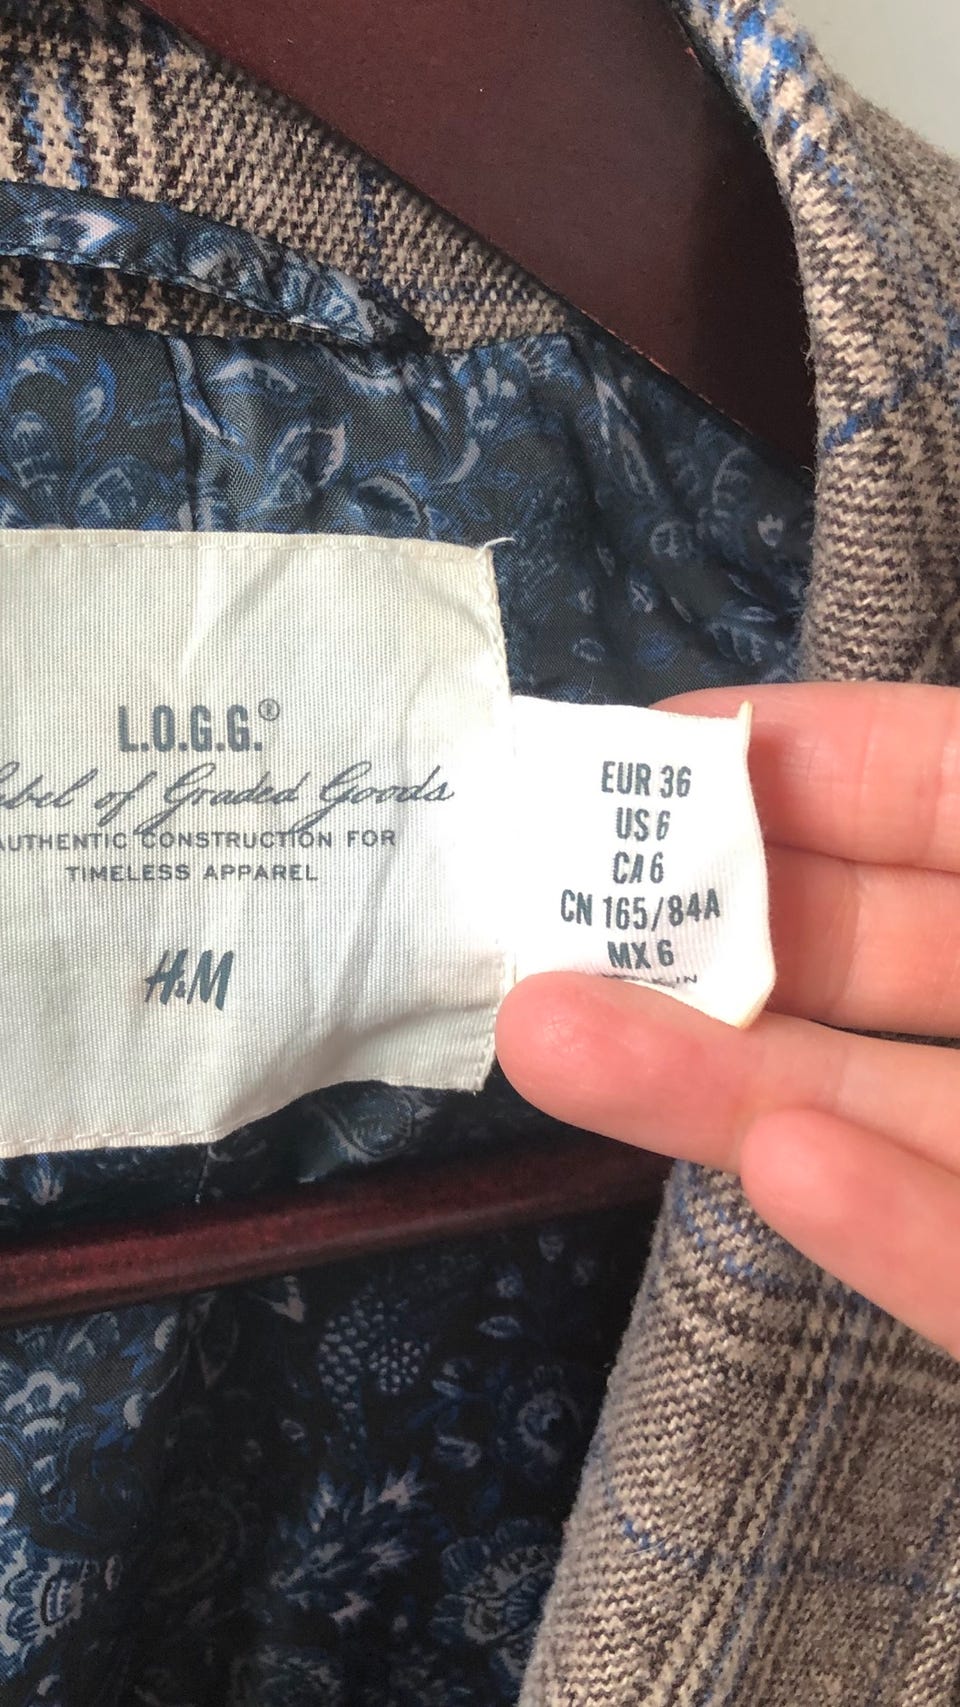 L.O.G.G.®
abel of Graded Goods
AUTHENTIC CONSTRUCTION FOR
TIMELESS APPAREL
H&M
EUR 36
US 6
CA 6
CN 165/84A
MX 6